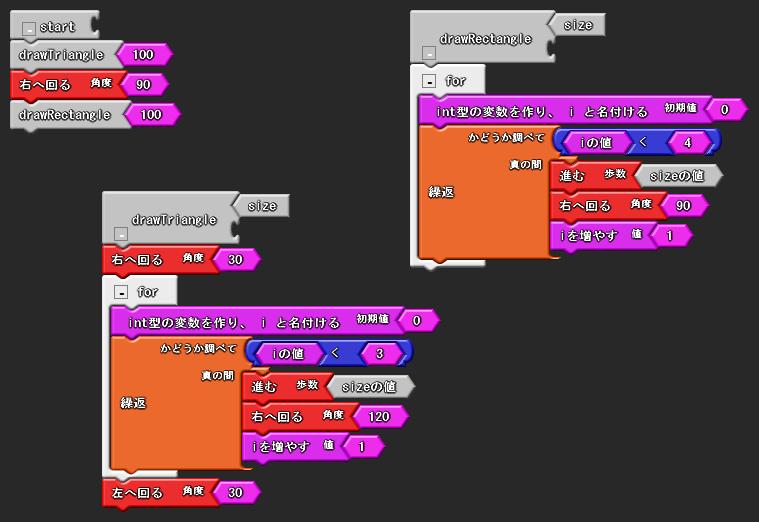 start
drawTriangle 100
右へ回る 角度 90
drawRectangle 100
drawRectangle size
for
int型の変数を作り、 i と名付ける 初期値 0
かどうか調べて iの値 < 4
真の間
繰返
進む 歩数 sizeの値
右へ回る 角度 90
iを増やす 値 1
drawTriangle size
右へ回る 角度 30
for
int型の変数を作り、 i と名付ける 初期値 0
かどうか調べて iの値 < 3
真の間
繰返
進む 歩数 sizeの値
右へ回る 角度 120
iを増やす 値 1
左へ回る 角度 30